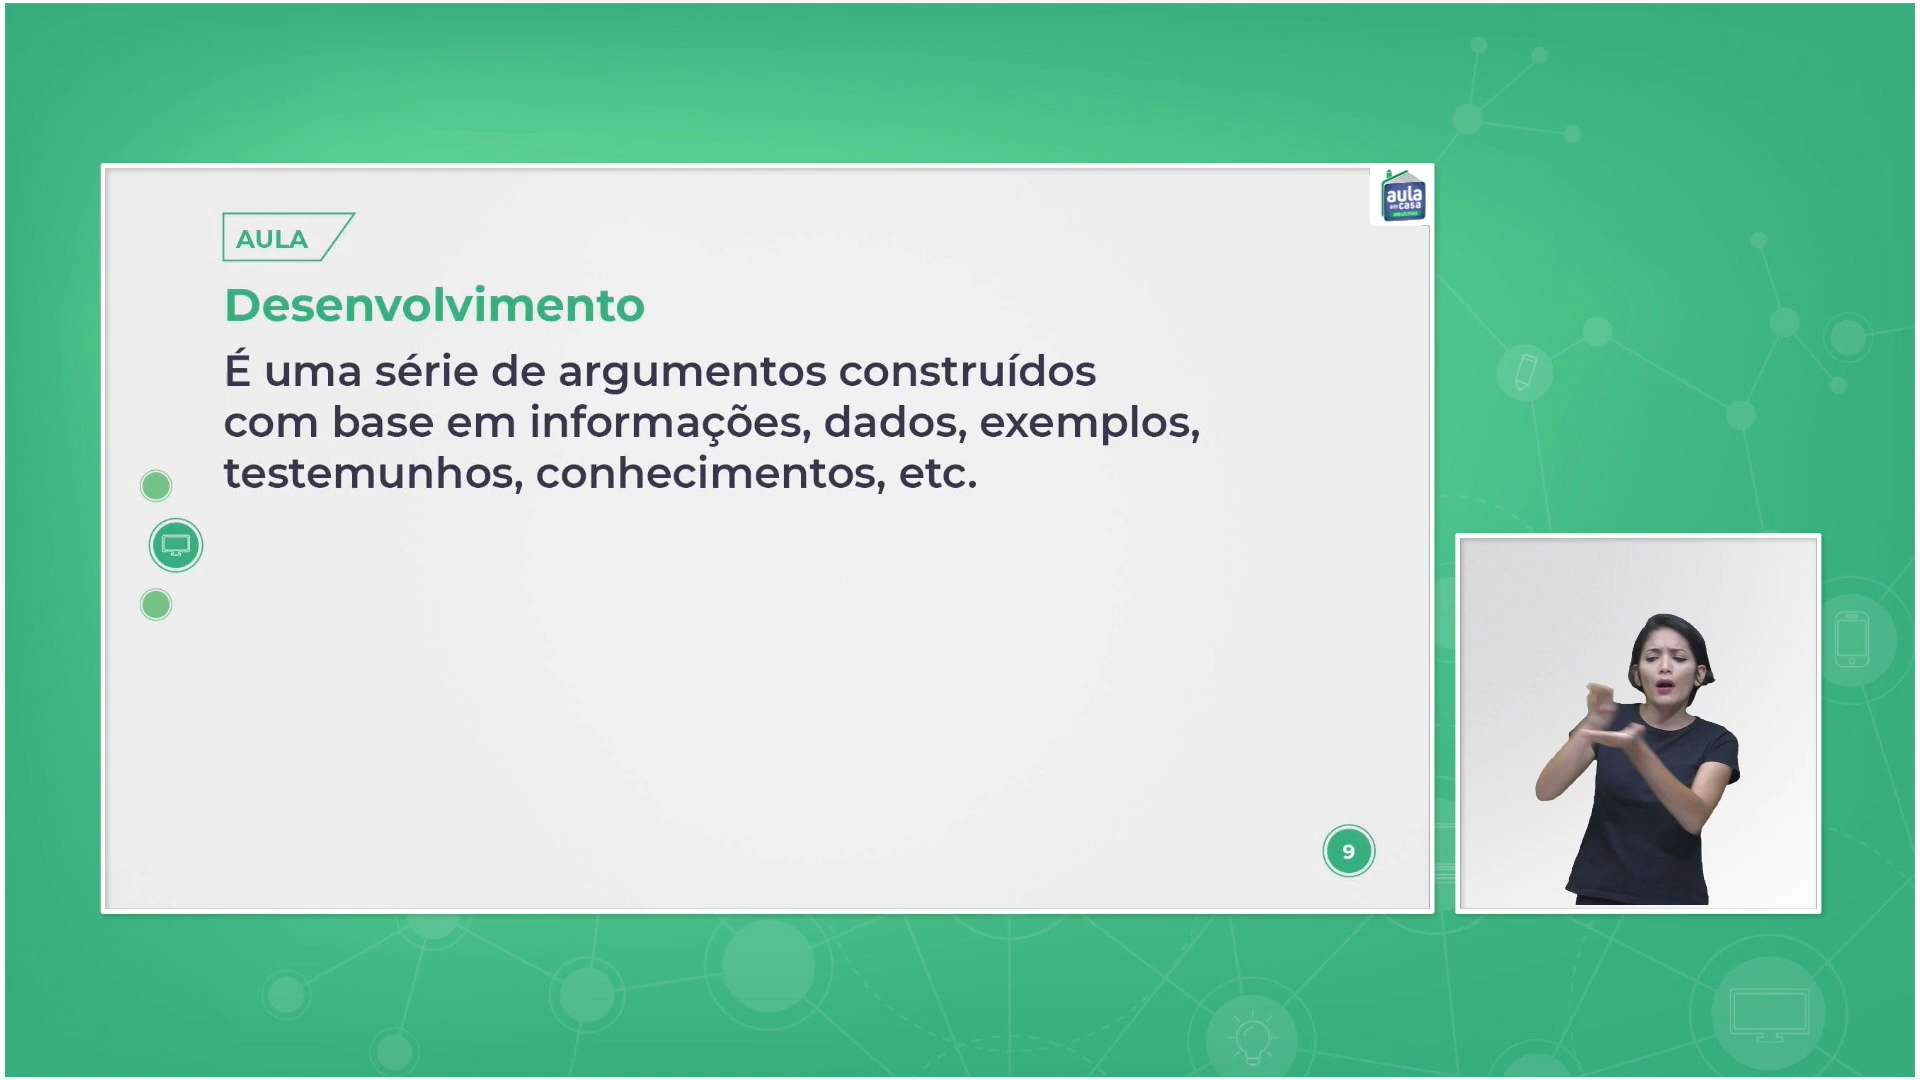 aula
em casa
AULA
Desenvolvimento
É uma série de argumentos construídos
com base em informações, dados, exemplos,
testemunhos, conhecimentos, etc.
9